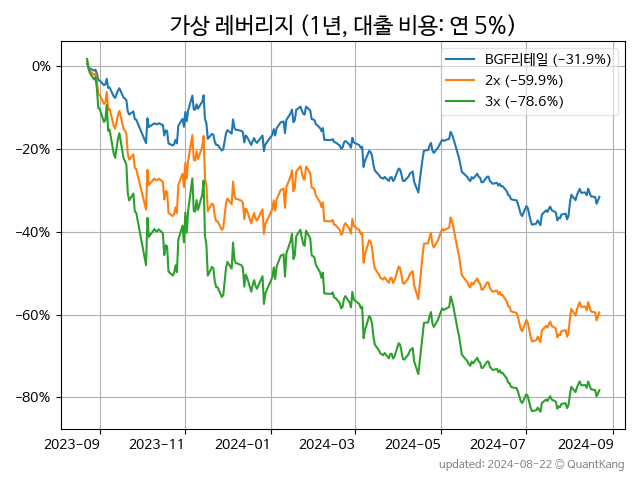 가상 레버리지 (1년, 대출 비용: 연 5%)
BGF리테일 (−31.9%)
2x (−59.9%)
3x (−78.6%)
0%
−20%
−40%
−60%
−80%
2023-09
2023-11
2024-01
2024-03
2024-05
2024-07
2024-09
updated: 2024-08-22 © QuantKang